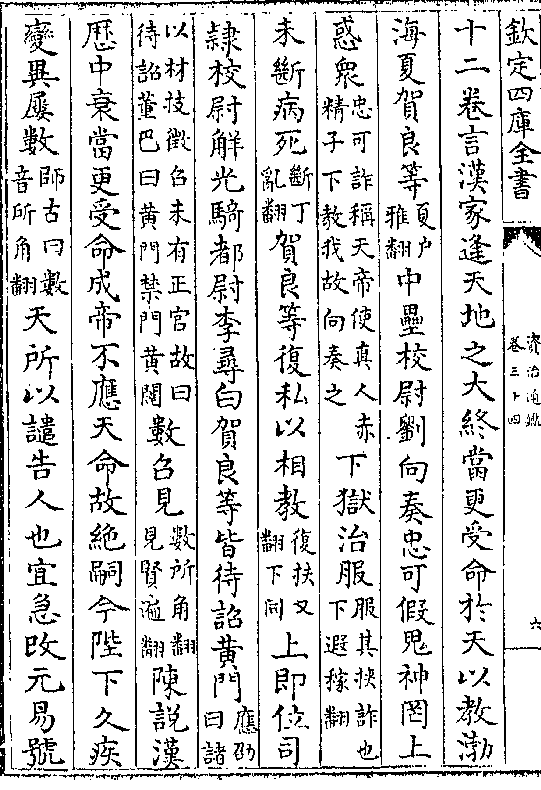 欽定四庫全書
資治通鑑
卷三十四
六
十二卷言漢家逢天地之大終當更受命於天以教渤
海夏賀良等夏户雅翻中壘校尉劉向奏忠可假鬼神罔上
惑衆忠可詐稱天帝使真人赤精子下教我故向奏之下獄治服服其挾詐也下遐稼翻
未斷病死斷丁亂翻賀良等復私以相教復扶又翻下同上即位司
隷校尉解光騎都尉李尋白賀良等皆待詔黄門應劭曰諸
以材技徵召未有正官故曰待詔董巴曰黄門禁門黄闥數召見數所角翻見賢遍翻陳說漢
歴中衰當更受命成帝不應天命故絶嗣今陛下久疾
變異屢數師古曰數音所角翻天所以譴告人也宜急改元易號